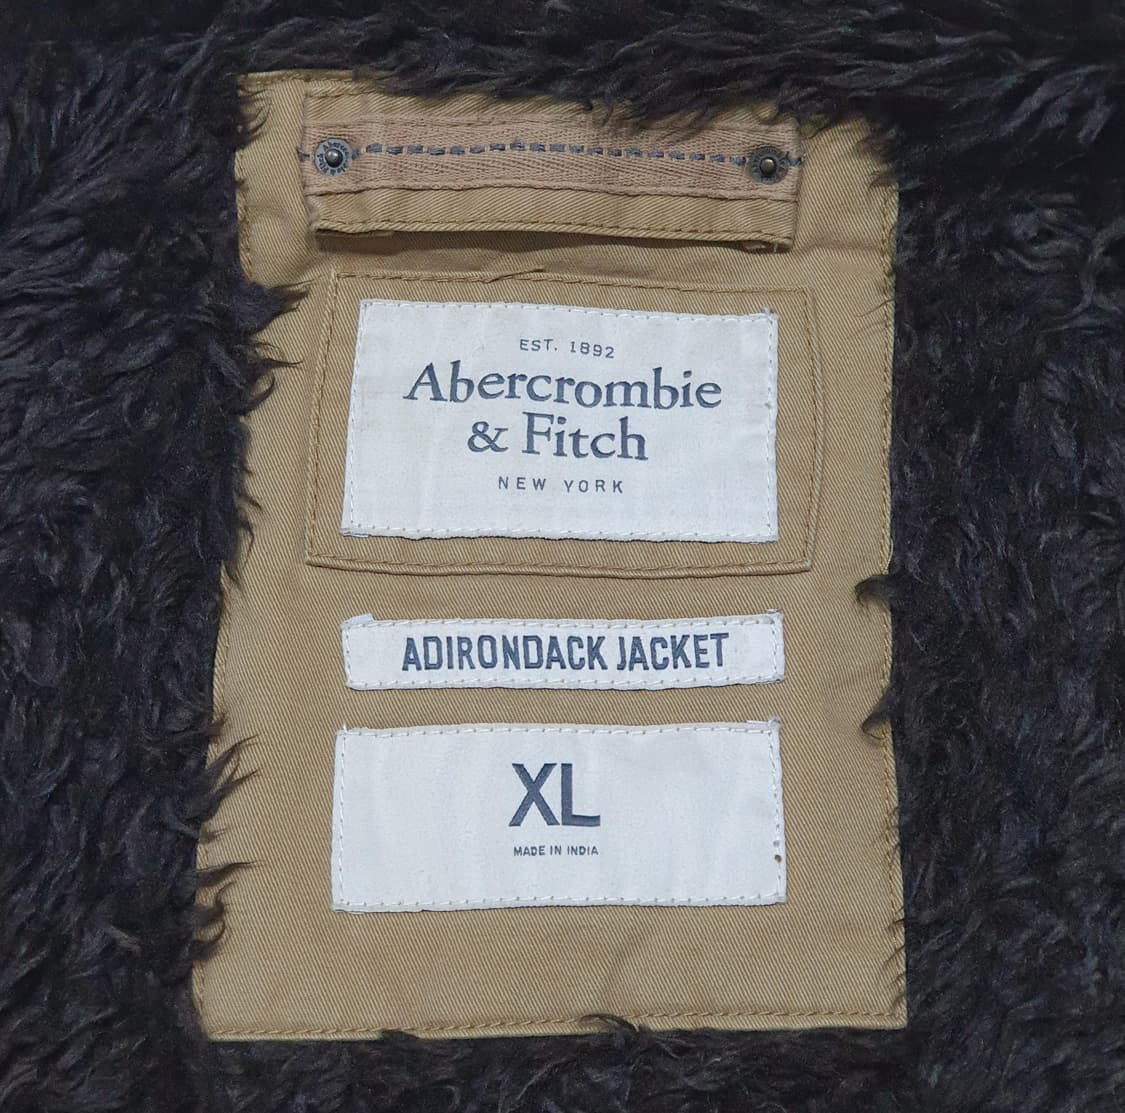 EST. 1892
Abercrombie
& Fitch
NEW YORK
ADIRONDACK JACKET
XL
MADE IN INDIA